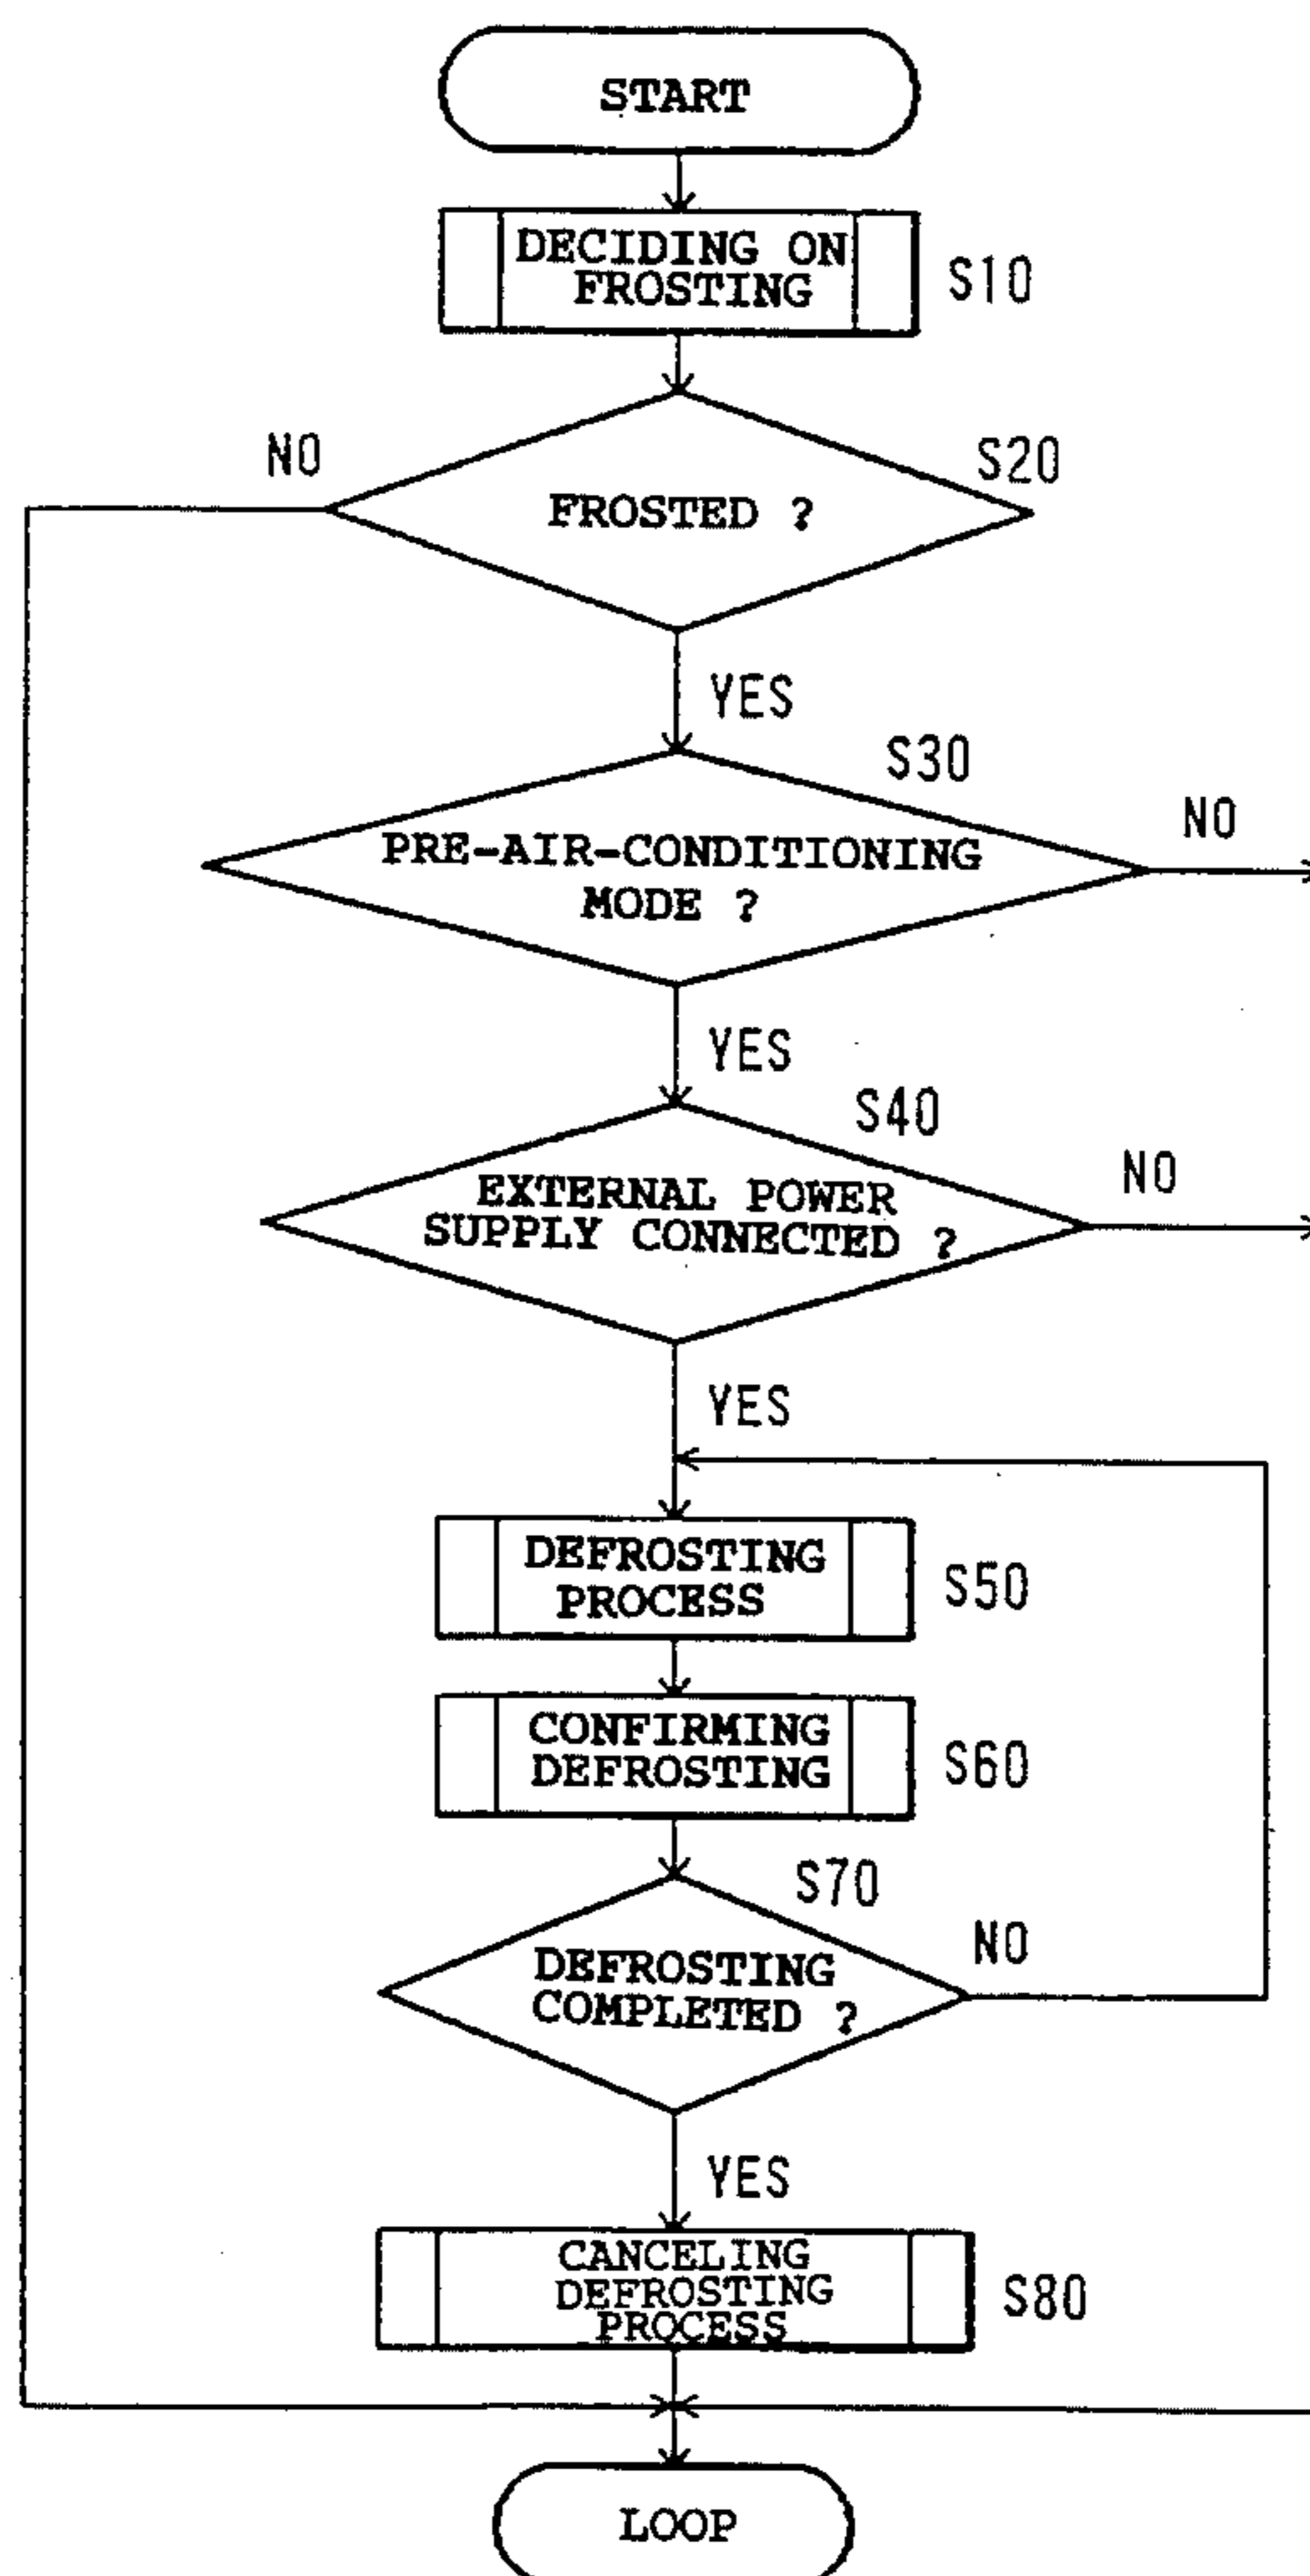 START
DECIDING ON
FROSTING
S10
NO
S20
FROSTED ?
YES
S30
NO
PRE-AIR-CONDITIONING
MODE ?
YES
S40
NO
EXTERNAL POWER
SUPPLY CONNECTED ?
YES
DEFROSTING
PROCESS
S50
CONFIRMING
DEFROSTING
S60
S70
NO
DEFROSTING
COMPLETED ?
YES
CANCELING
DEFROSTING
PROCESS
S80
LOOP